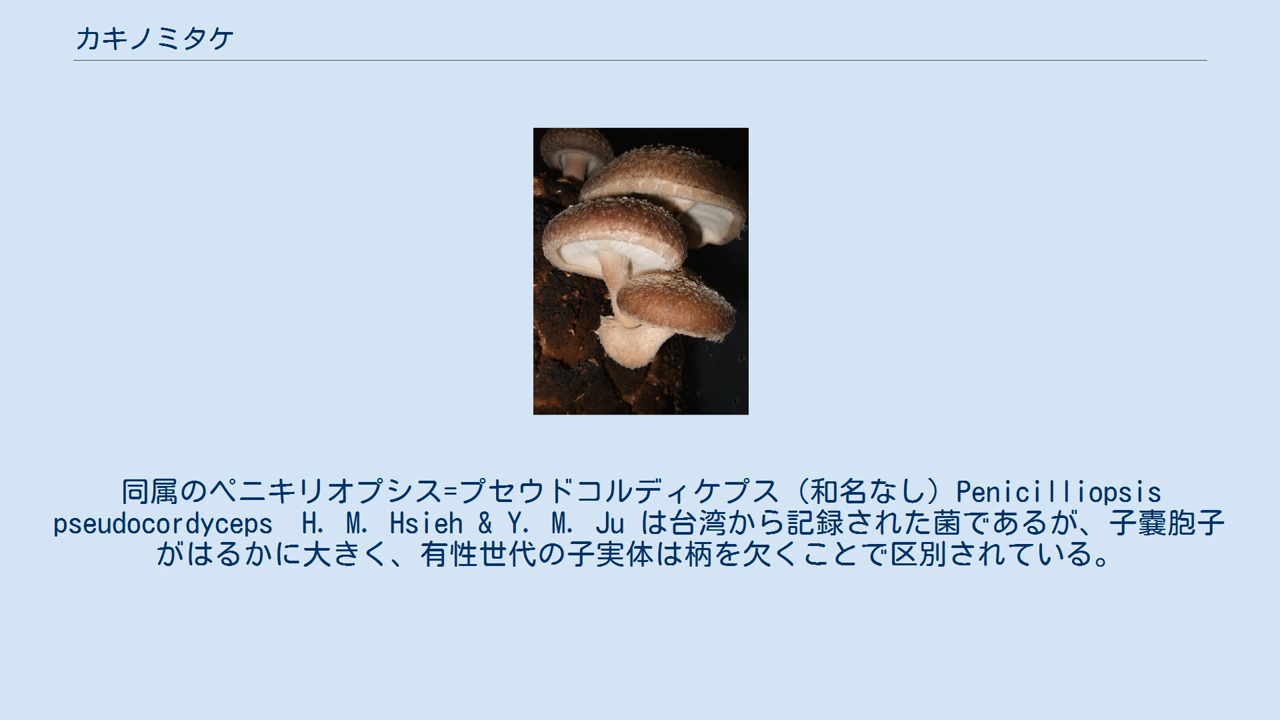 カキノミタケ
同属のペニキリオプシス=プセウドコルディケプス（和名なし）Penicilliopsis
pseudocordyceps　H. M. Hsieh & Y. M. Ju は台湾から記録された菌であるが、子嚢胞子
がはるかに大きく、有性世代の子実体は柄を欠くことで区別されている。